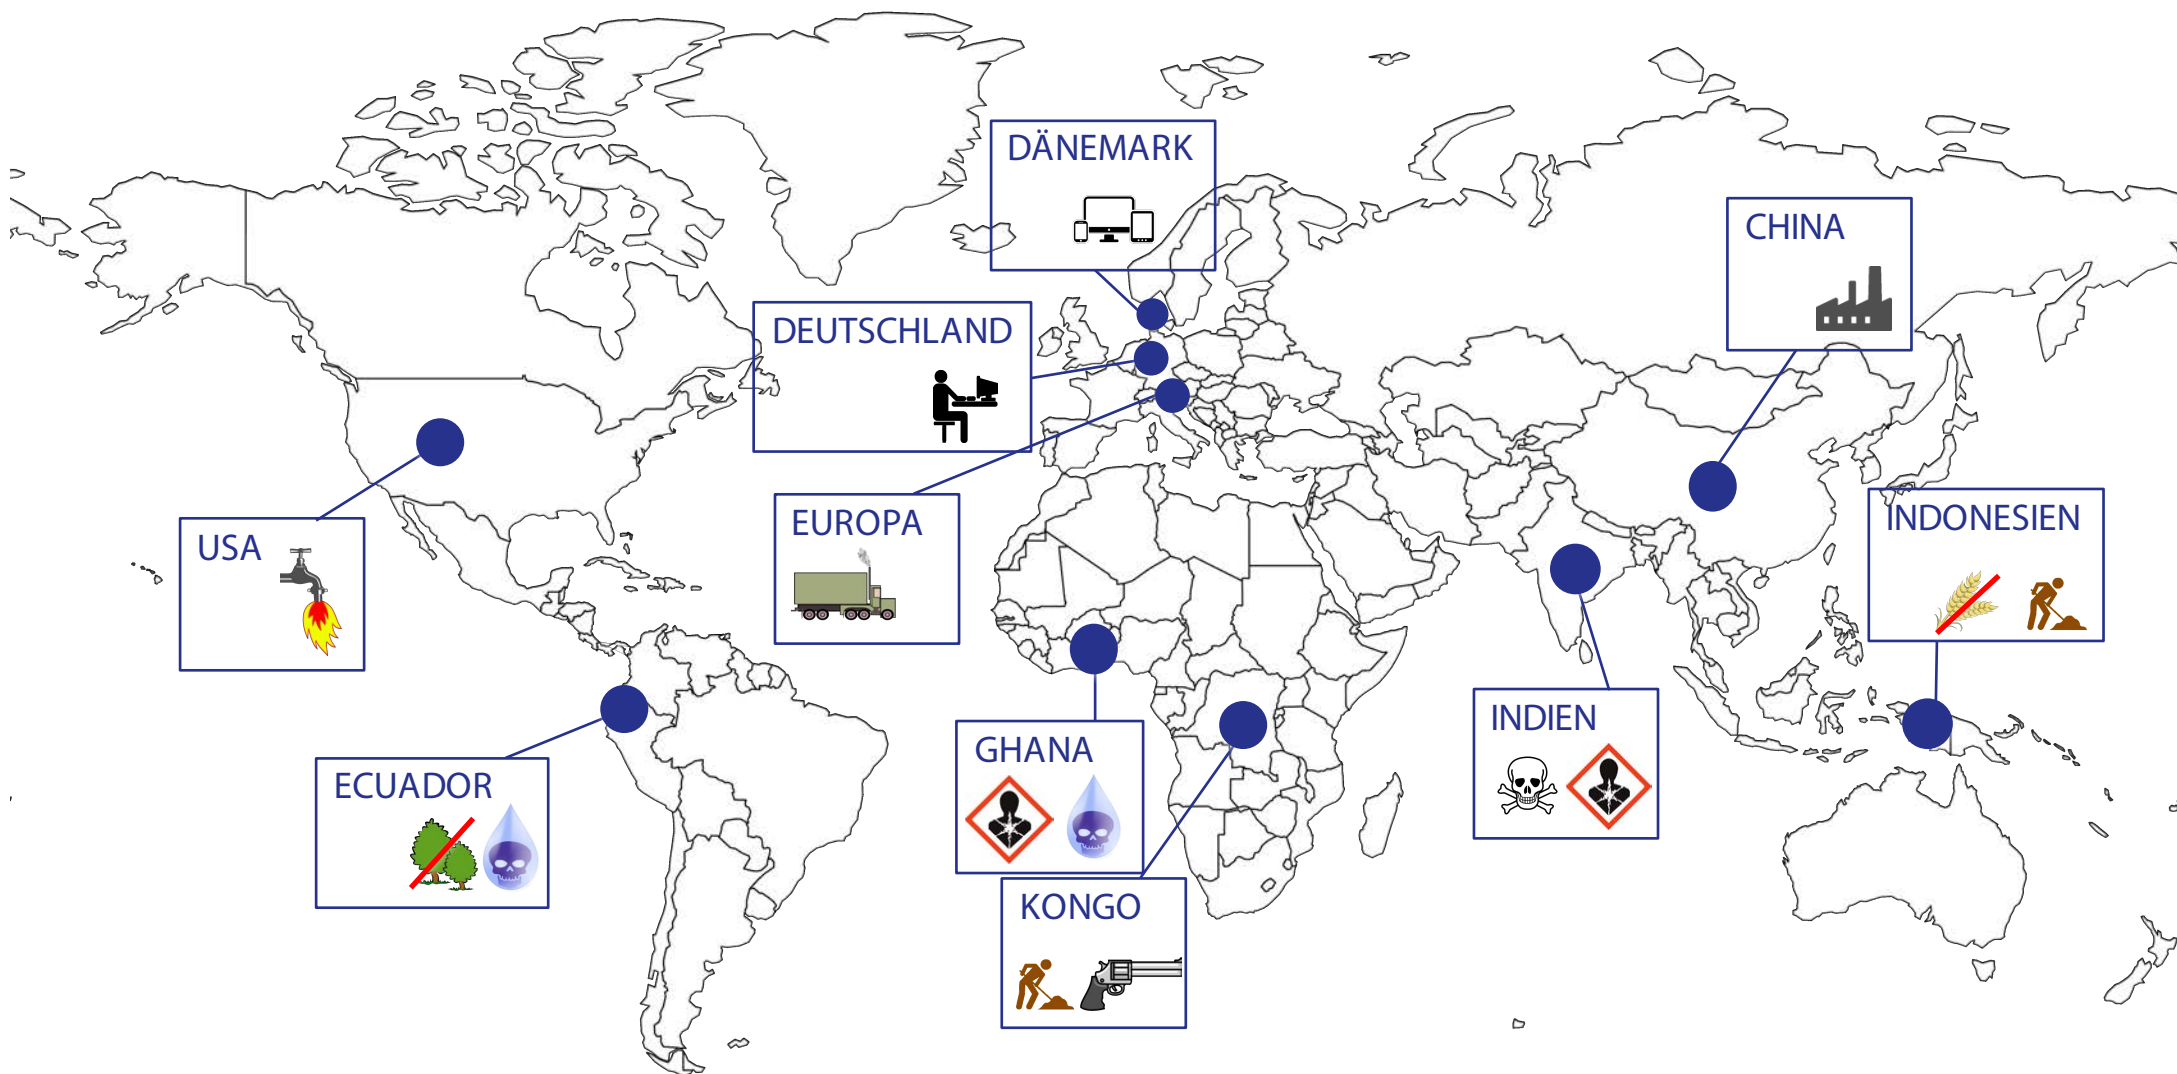 DÄNEMARK
CHINA
DEUTSCHLAND
EUROPA
INDONESIEN
USA
INDIEN
GHANA
ECUADOR
KONGO